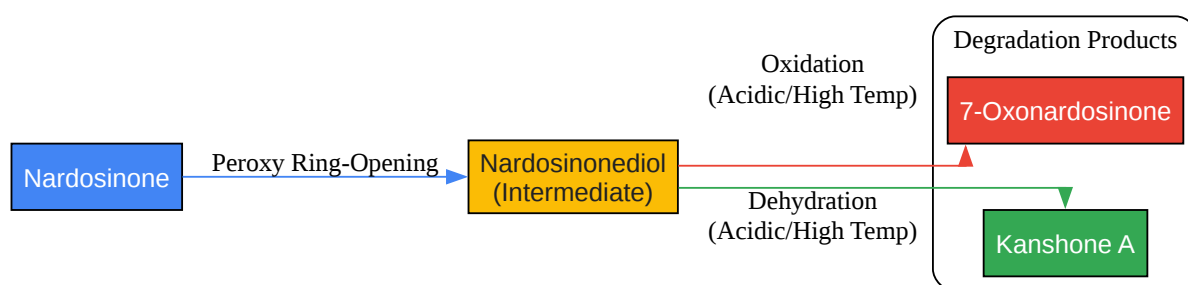 Degradation Products
Oxidation
(Acidic/High Temp)
7-Oxonardosinone
Nardosinone
Peroxy Ring-Opening
Nardosinonediol
(Intermediate)
Dehydration
(Acidic/High Temp)
Kanshone A